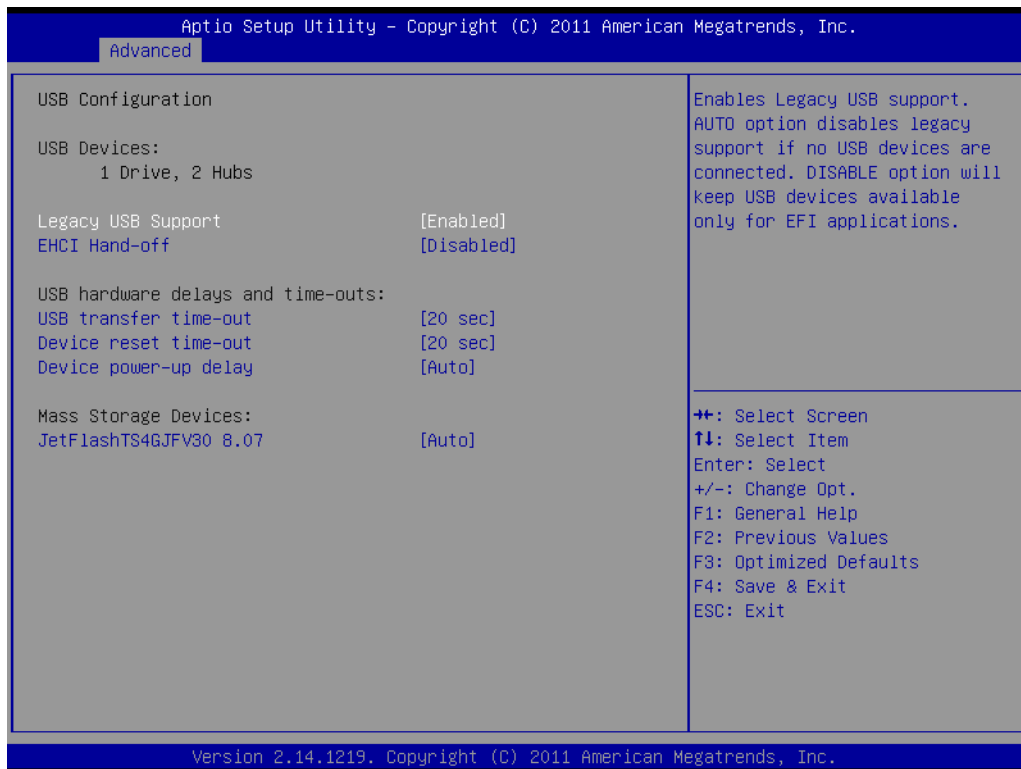 Aptio Setup Utility – Copyright (C) 2011 American Megatrends, Inc.
Advanced
USB Configuration
USB Devices:
1 Drive, 2 Hubs
Legacy USB Support [Enabled]
EHCI Hand-off [Disabled]
USB hardware delays and time-outs:
USB transfer time-out [20 sec]
Device reset time-out [20 sec]
Device power-up delay [Auto]
Mass Storage Devices:
JetFlashTS4GJFV30 8.07 [Auto]
Enables Legacy USB support.
AUTO option disables legacy
support if no USB devices are
connected. DISABLE option will
keep USB devices available
only for EFI applications.
→←: Select Screen
↑↓: Select Item
Enter: Select
+/-: Change Opt.
F1: General Help
F2: Previous Values
F3: Optimized Defaults
F4: Save & Exit
ESC: Exit
Version 2.14.1219. Copyright (C) 2011 American Megatrends, Inc.